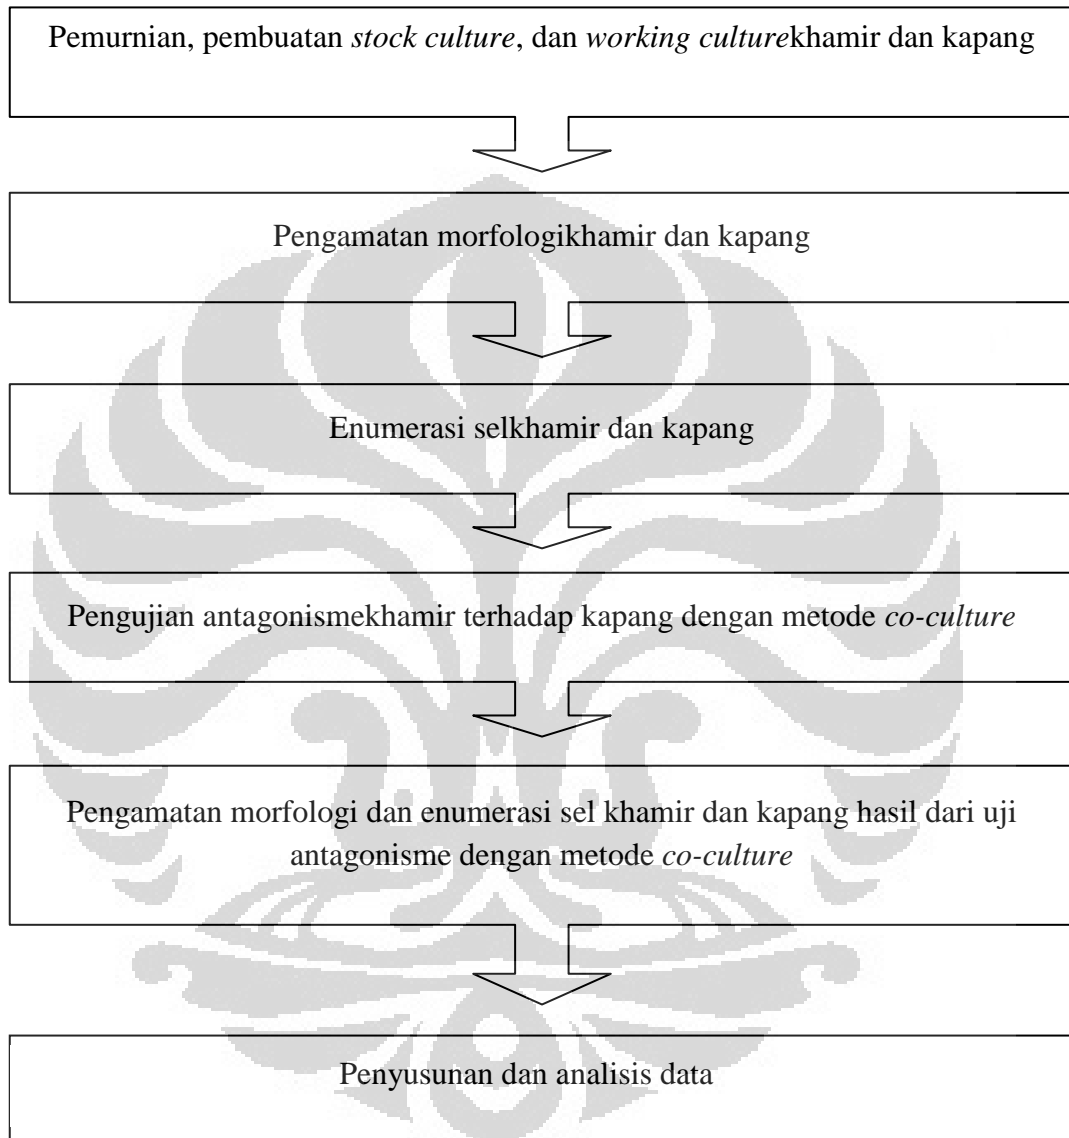 Pemurnian, pembuatan stock culture, dan working culturekhamir dan kapang
Pengamatan morfologikhamir dan kapang
Enumerasi selkhamir dan kapang
Pengujian antagonismekhamir terhadap kapang dengan metode co-culture
Pengamatan morfologi dan enumerasi sel khamir dan kapang hasil dari uji
antagonisme dengan metode co-culture
Penyusunan dan analisis data